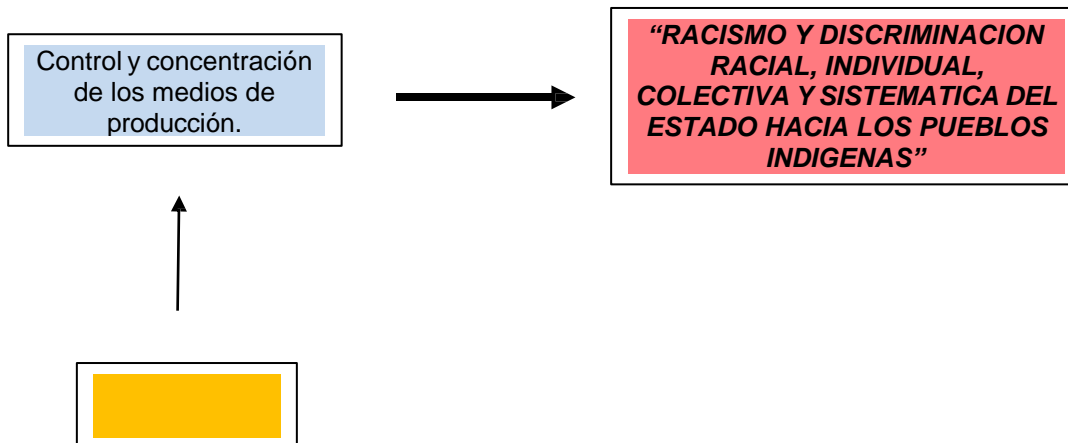 Control y concentración
de los medios de
producción.
“RACISMO Y DISCRIMINACION
RACIAL, INDIVIDUAL,
COLECTIVA Y SISTEMATICA DEL
ESTADO HACIA LOS PUEBLOS
INDIGENAS”